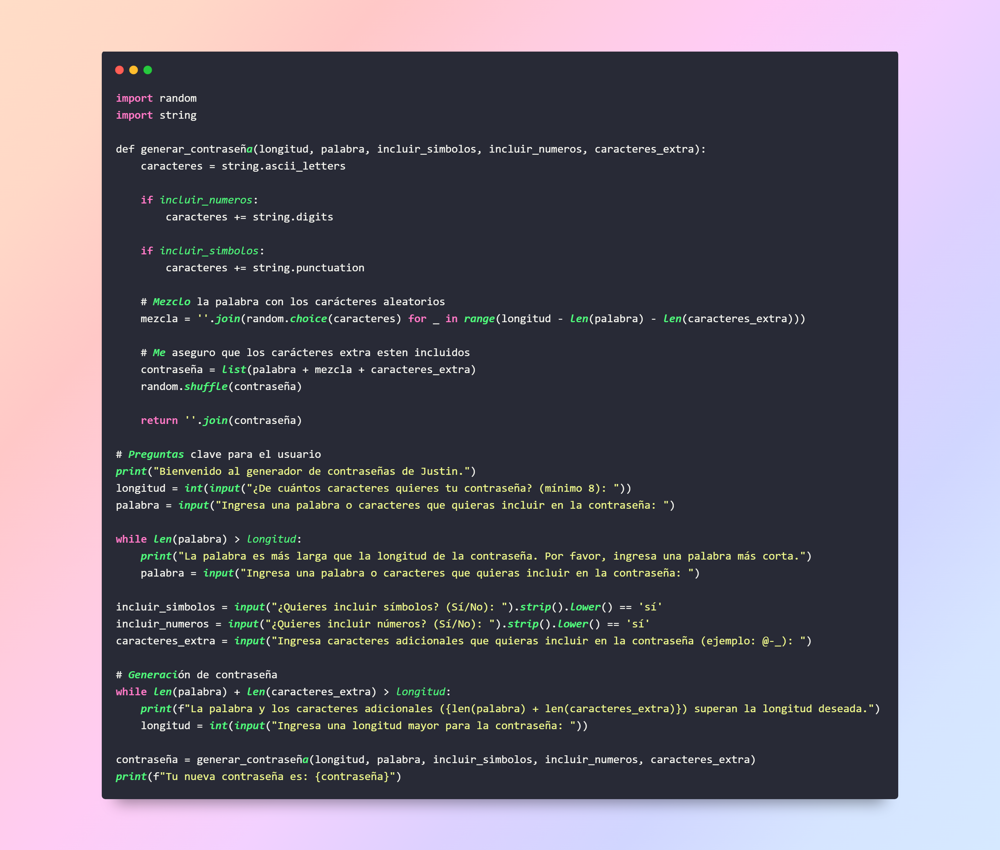 import random
import string
def generar_contraseña(longitud, palabra, incluir_simbolos, incluir_numeros, caracteres_extra):
    caracteres = string.ascii_letters
    if incluir_numeros:
        caracteres += string.digits
    if incluir_simbolos:
        caracteres += string.punctuation
    # Mezclo la palabra con los carácteres aleatorios
    mezcla = ''.join(random.choice(caracteres) for _ in range(longitud - len(palabra) - len(caracteres_extra)))
    # Me aseguro que los carácteres extra esten incluidos
    contraseña = list(palabra + mezcla + caracteres_extra)
    random.shuffle(contraseña)
    return ''.join(contraseña)
# Preguntas clave para el usuario
print("Bienvenido al generador de contraseñas de Justin.")
longitud = int(input("¿De cuántos caracteres quieres tu contraseña? (mínimo 8): "))
palabra = input("Ingresa una palabra o caracteres que quieras incluir en la contraseña: ")
while len(palabra) > longitud:
    print("La palabra es más larga que la longitud de la contraseña. Por favor, ingresa una palabra más corta.")
    palabra = input("Ingresa una palabra o caracteres que quieras incluir en la contraseña: ")
incluir_simbolos = input("¿Quieres incluir símbolos? (Sí/No): ").strip().lower() == 'sí'
incluir_numeros = input("¿Quieres incluir números? (Sí/No): ").strip().lower() == 'sí'
caracteres_extra = input("Ingresa caracteres adicionales que quieras incluir en la contraseña (ejemplo: @-_): ")
# Generación de contraseña
while len(palabra) + len(caracteres_extra) > longitud:
    print(f"La palabra y los caracteres adicionales ({len(palabra) + len(caracteres_extra)}) superan la longitud deseada.")
    longitud = int(input("Ingresa una longitud mayor para la contraseña: "))
contraseña = generar_contraseña(longitud, palabra, incluir_simbolos, incluir_numeros, caracteres_extra)
print(f"Tu nueva contraseña es: {contraseña}")